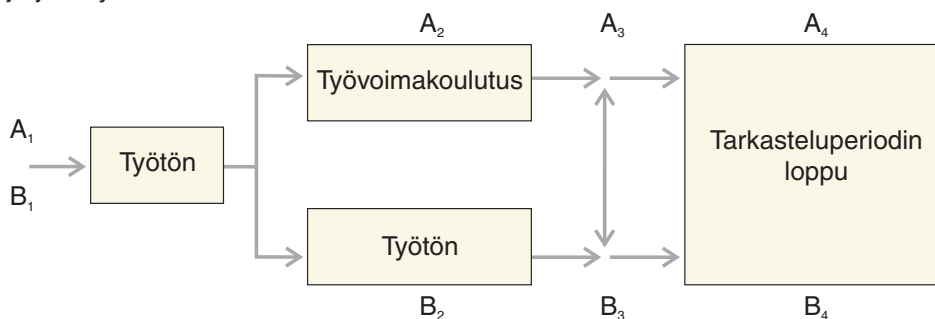 A₂ A₃ A₄
Työvoimakoulutus
A₁
Työtön
B₁
Tarkasteluperiodin
loppu
Työtön
B₂ B₃ B₄